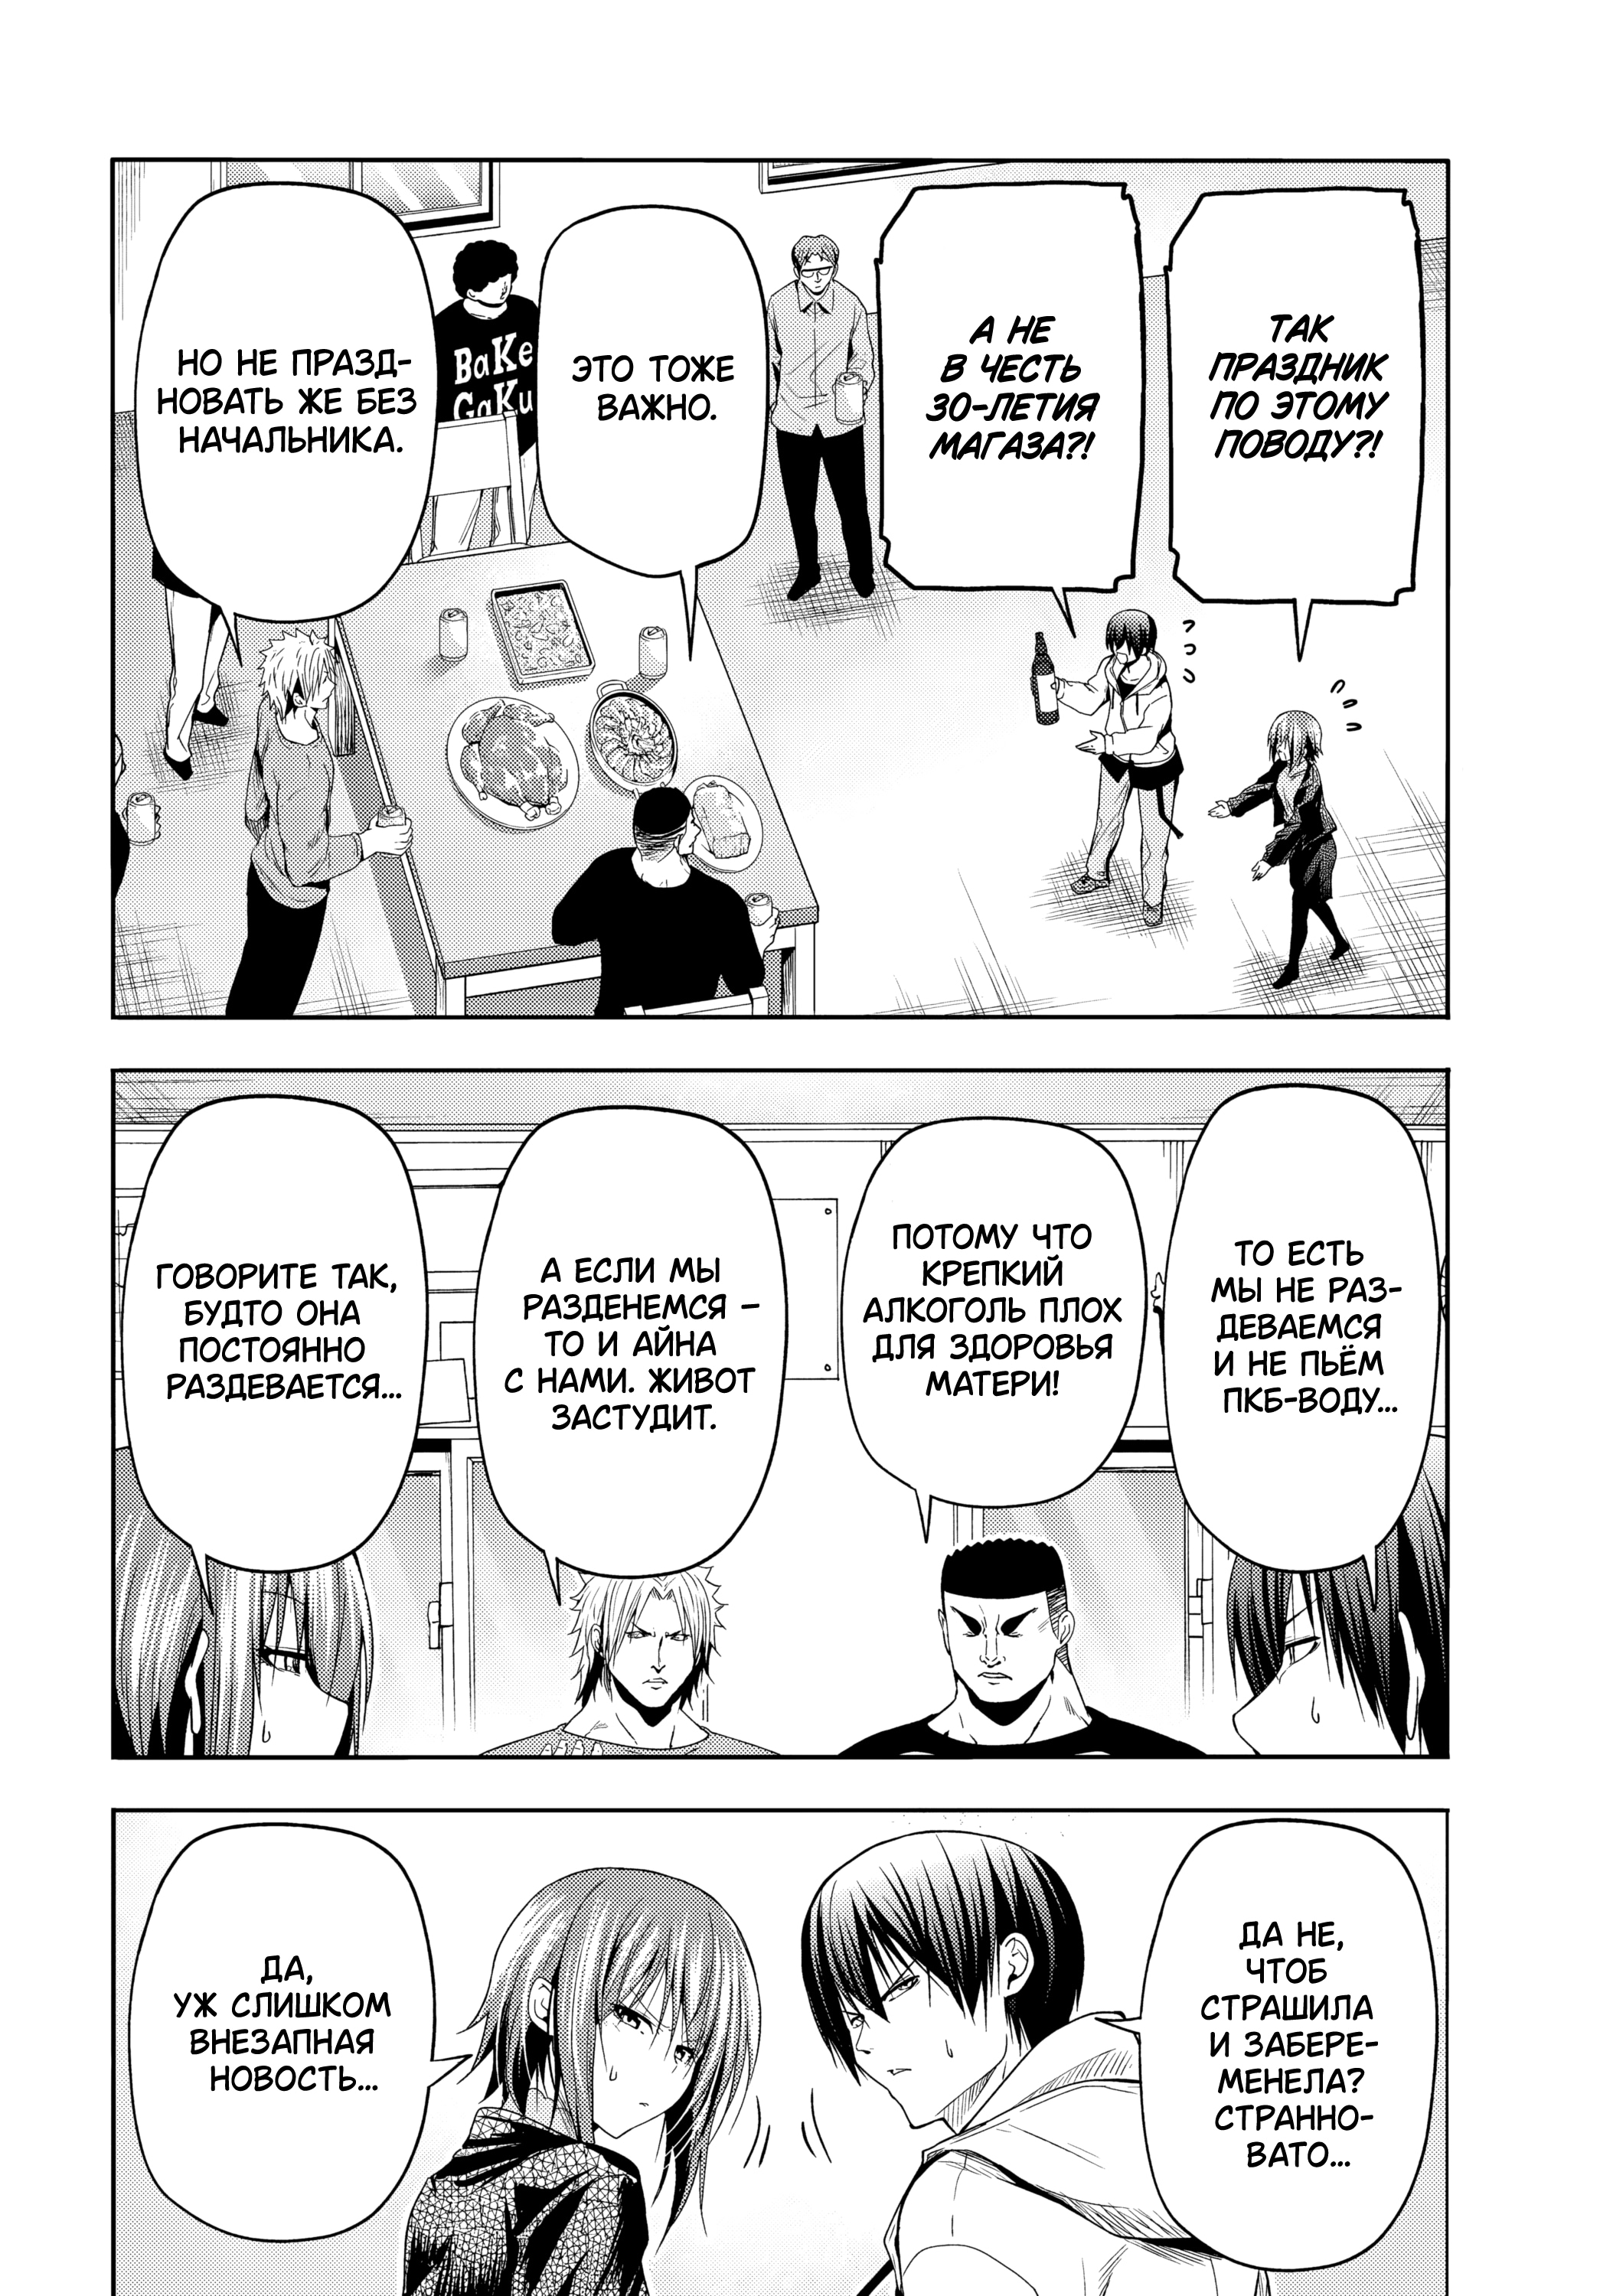 ТАК
ПРАЗДНИК
ПО ЭТОМУ
ПОВОДУ?!
А НЕ
В ЧЕСТЬ
30-ЛЕТИЯ
МАГАЗА?!
ЭТО ТОЖЕ
ВАЖНО.
BaKe
GaKu
НО НЕ ПРАЗД-
НОВАТЬ ЖЕ БЕЗ
НАЧАЛЬНИКА.
ТО ЕСТЬ
МЫ НЕ РАЗ-
ДЕВАЕМСЯ
И НЕ ПЬЁМ
ПКБ-ВОДУ...
ПОТОМУ ЧТО
КРЕПКИЙ
АЛКОГОЛЬ ПЛОХ
ДЛЯ ЗДОРОВЬЯ
МАТЕРИ!
А ЕСЛИ МЫ
РАЗДЕНЕМСЯ –
ТО И АЙНА
С НАМИ. ЖИВОТ
ЗАСТУДИТ.
ГОВОРИТЕ ТАК,
БУДТО ОНА
ПОСТОЯННО
РАЗДЕВАЕТСЯ...
ДА НЕ,
ЧТОБ
СТРАШИЛА
И ЗАБЕРЕ-
МЕНЕЛА?
СТРАННО-
ВАТО...
ДА,
УЖ СЛИШКОМ
ВНЕЗАПНАЯ
НОВОСТЬ...